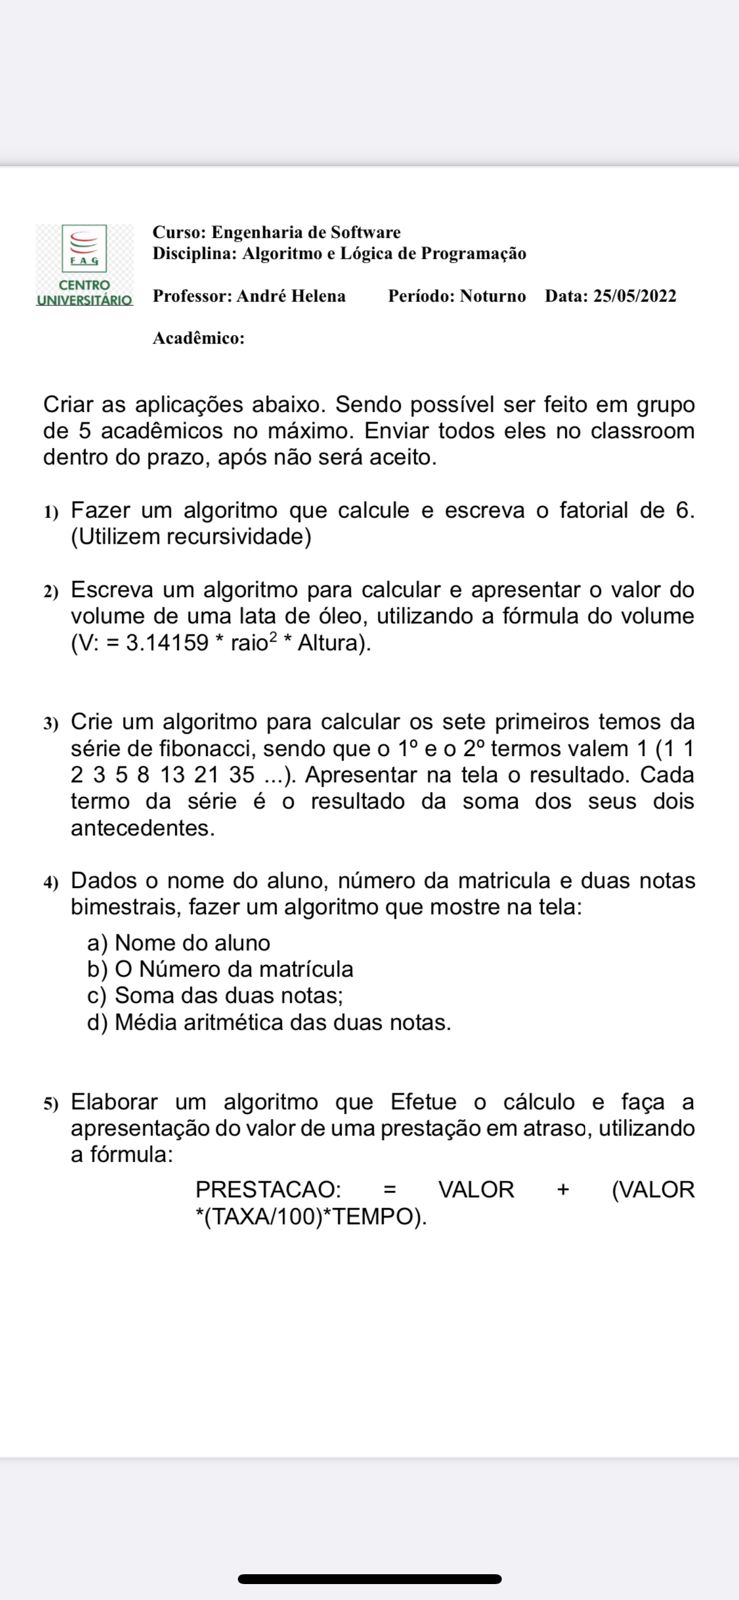 F A G
CENTRO
UNIVERSITÁRIO
Curso: Engenharia de Software
Disciplina: Algoritmo e Lógica de Programação
Professor: André Helena Período: Noturno Data: 25/05/2022
Acadêmico:
Criar as aplicações abaixo. Sendo possível ser feito em grupo
de 5 acadêmicos no máximo. Enviar todos eles no classroom
dentro do prazo, após não será aceito.
1) Fazer um algoritmo que calcule e escreva o fatorial de 6.
(Utilizem recursividade)
2) Escreva um algoritmo para calcular e apresentar o valor do
volume de uma lata de óleo, utilizando a fórmula do volume
(V: = 3.14159 * raio² * Altura).
3) Crie um algoritmo para calcular os sete primeiros temos da
série de fibonacci, sendo que o 1º e o 2º termos valem 1 (1 1
2 3 5 8 13 21 35 ...). Apresentar na tela o resultado. Cada
termo da série é o resultado da soma dos seus dois
antecedentes.
4) Dados o nome do aluno, número da matricula e duas notas
bimestrais, fazer um algoritmo que mostre na tela:
a) Nome do aluno
b) O Número da matrícula
c) Soma das duas notas;
d) Média aritmética das duas notas.
5) Elaborar um algoritmo que Efetue o cálculo e faça a
apresentação do valor de uma prestação em atraso, utilizando
a fórmula:
PRESTACAO: = VALOR + (VALOR
*(TAXA/100)*TEMPO).